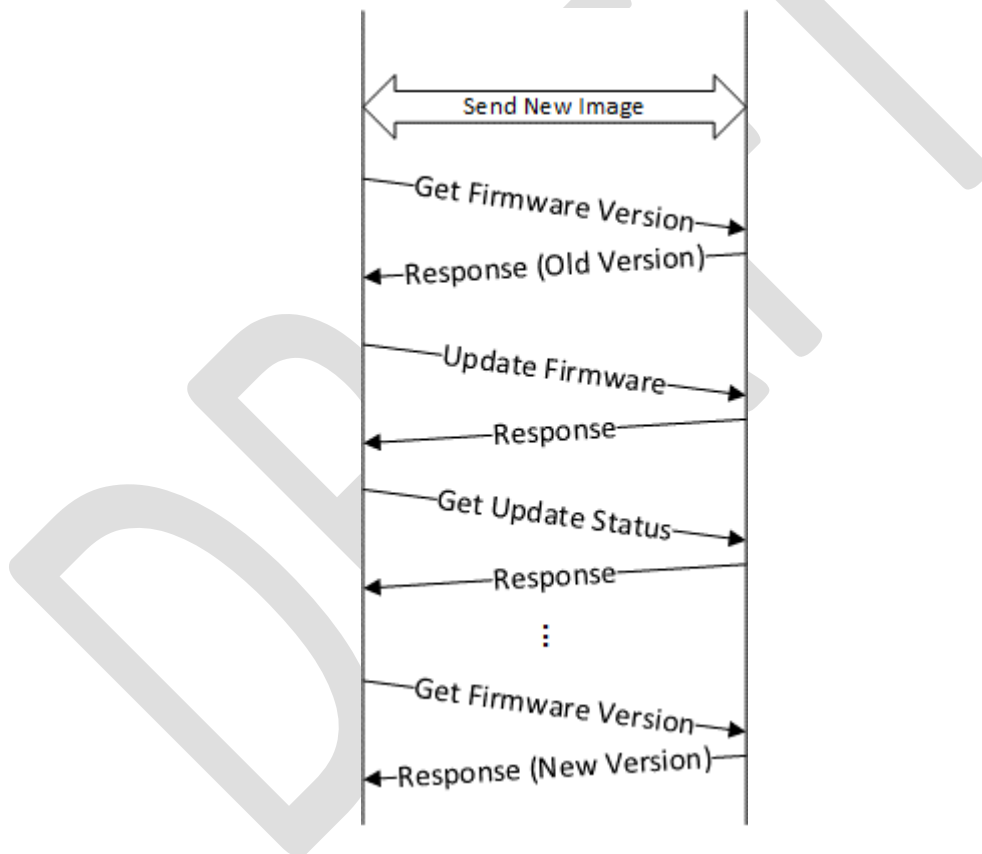 Send New Image
Get Firmware Version
Response (Old Version)
Update Firmware
Response
Get Update Status
Response
⋮
Get Firmware Version
Response (New Version)
DRAFT